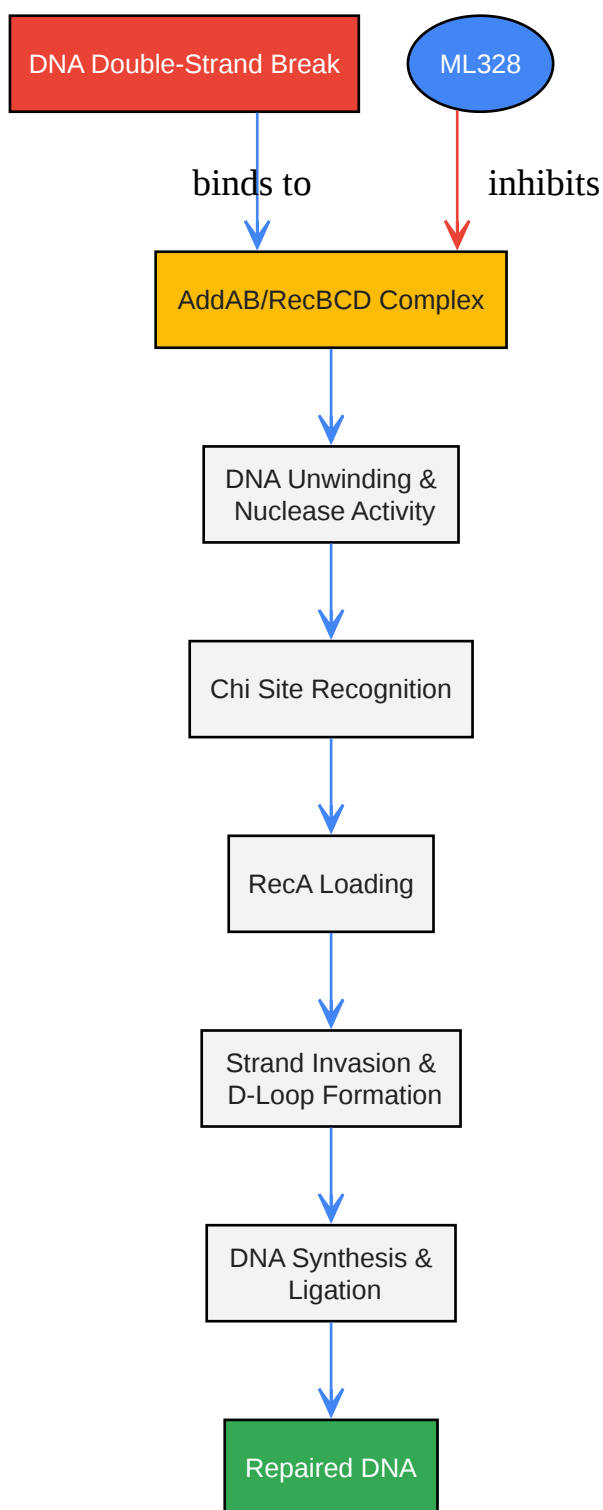 DNA Double-Strand Break
ML328
binds to
inhibits
AddAB/RecBCD Complex
DNA Unwinding &
Nuclease Activity
Chi Site Recognition
RecA Loading
Strand Invasion &
D-Loop Formation
DNA Synthesis &
Ligation
Repaired DNA